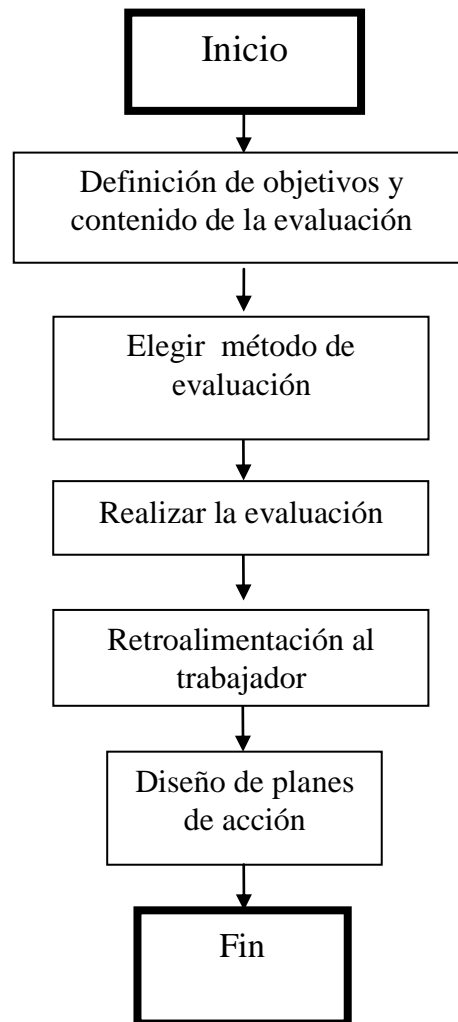 Inicio
Definición de objetivos y
contenido de la evaluación
Elegir método de
evaluación
Realizar la evaluación
Retroalimentación al
trabajador
Diseño de planes
de acción
Fin